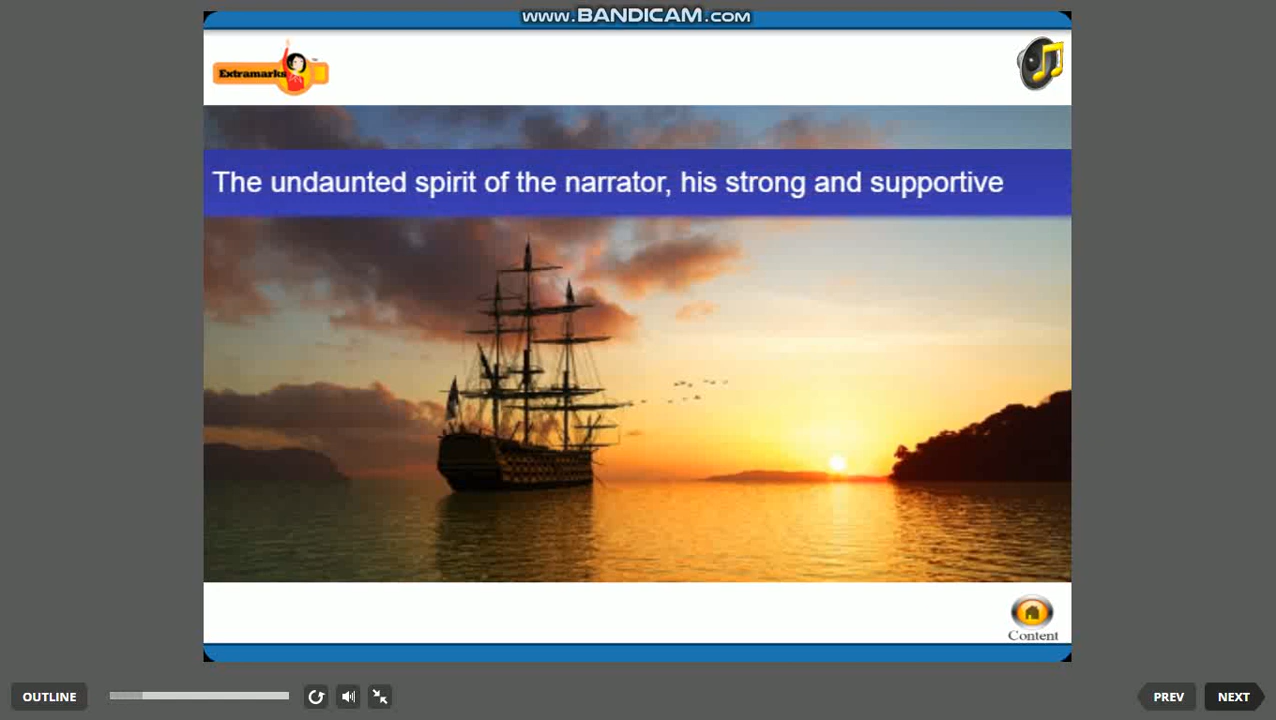 www.BANDICAM.com
Extramarks
The undaunted spirit of the narrator, his strong and supportive
Content
OUTLINE
PREV
NEXT